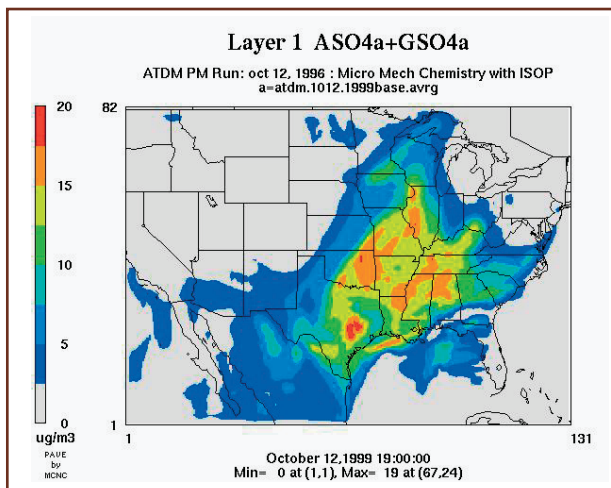 Layer 1 ASO4a+GSO4a
ATDM PM Run: oct 12, 1996 : Micro Mech Chemistry with ISOP
a=atdm.1012.1999base.avrg
20
15
10
5
0
ug/m3
PAVE
by
MCNC
82
1
1 131
October 12,1999 19:00:00
Min= 0 at (1,1), Max= 19 at (67,24)